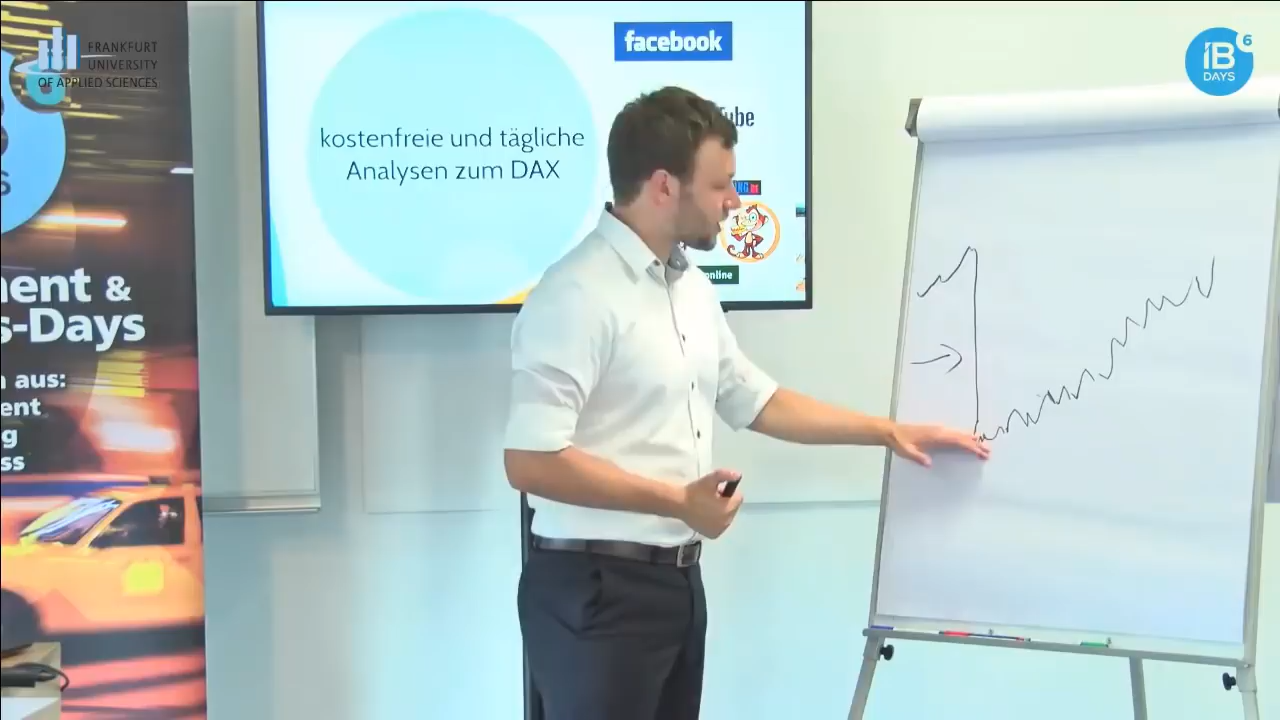 FRANKFURT
UNIVERSITY
OF APPLIED SCIENCES
ment &
s-Days
aus:
ent
g
ss
kostenfreie und tägliche
Analysen zum DAX
facebook
Tube
online
6
IB
DAYS